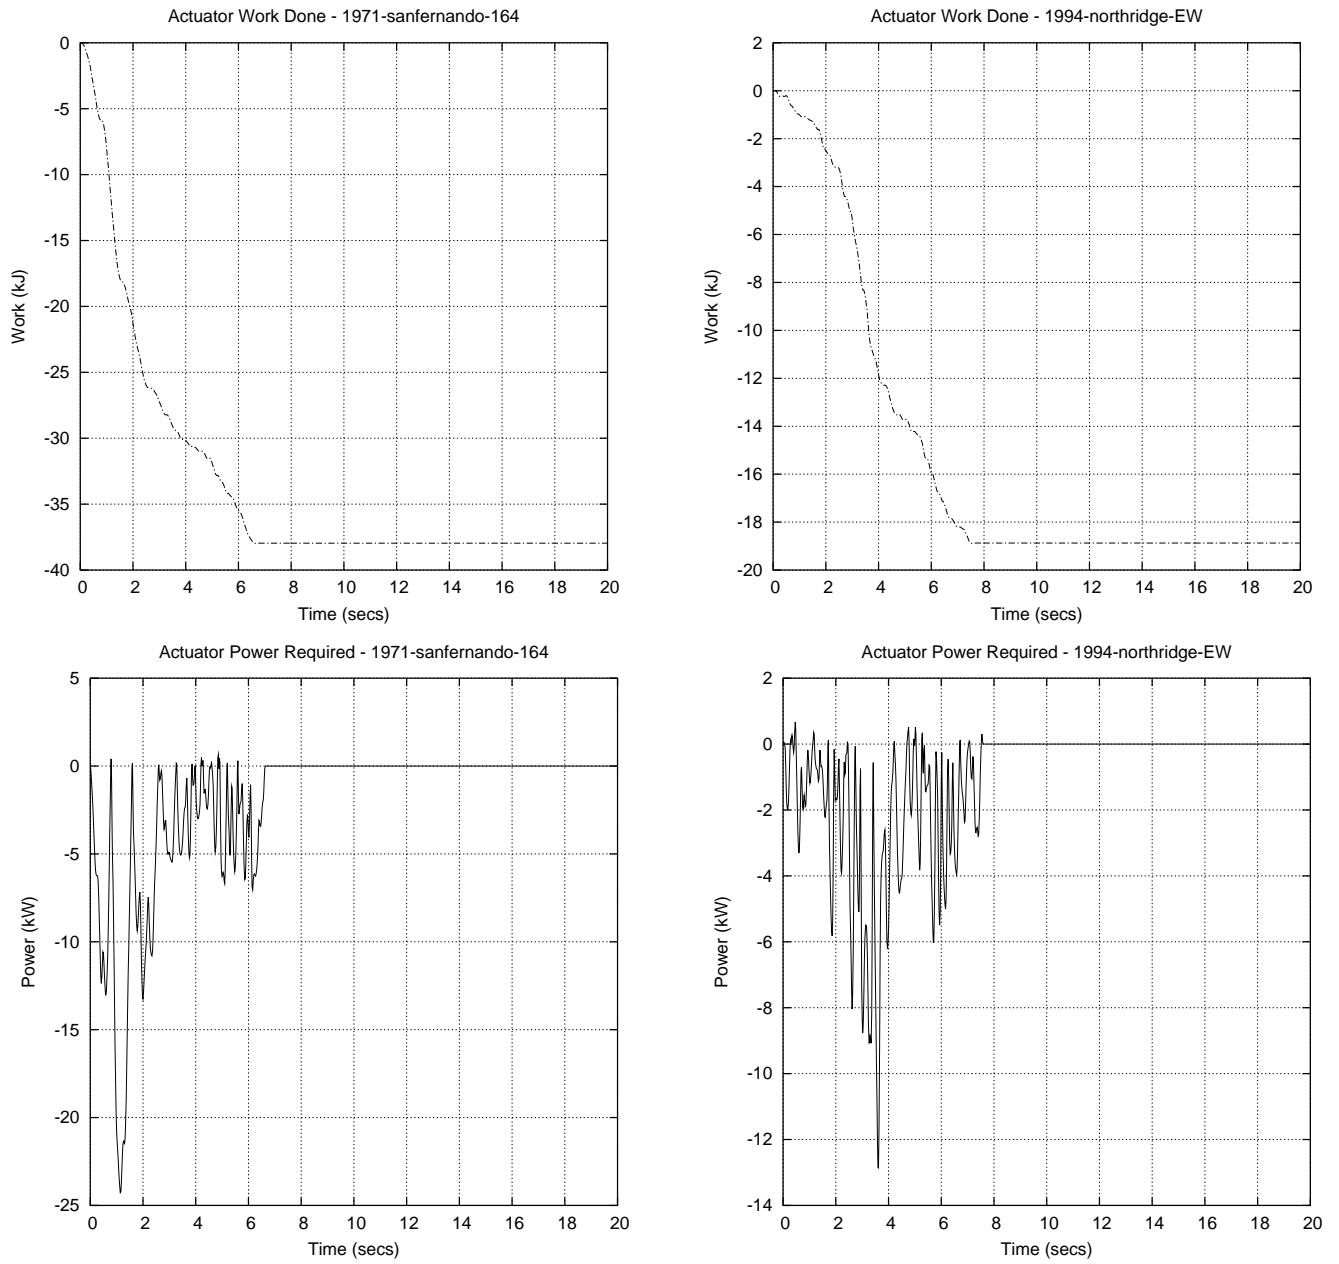 Actuator Work Done - 1971-sanfernando-164
0
-5
-10
-15
-20
-25
-30
-35
-40
Work (kJ)
0 2 4 6 8 10 12 14 16 18 20
Time (secs)
Actuator Work Done - 1994-northridge-EW
2
0
-2
-4
-6
-8
-10
-12
-14
-16
-18
-20
Work (kJ)
0 2 4 6 8 10 12 14 16 18 20
Time (secs)
Actuator Power Required - 1971-sanfernando-164
5
0
-5
-10
-15
-20
-25
Power (kW)
0 2 4 6 8 10 12 14 16 18 20
Time (secs)
Actuator Power Required - 1994-northridge-EW
2
0
-2
-4
-6
-8
-10
-12
-14
Power (kW)
0 2 4 6 8 10 12 14 16 18 20
Time (secs)